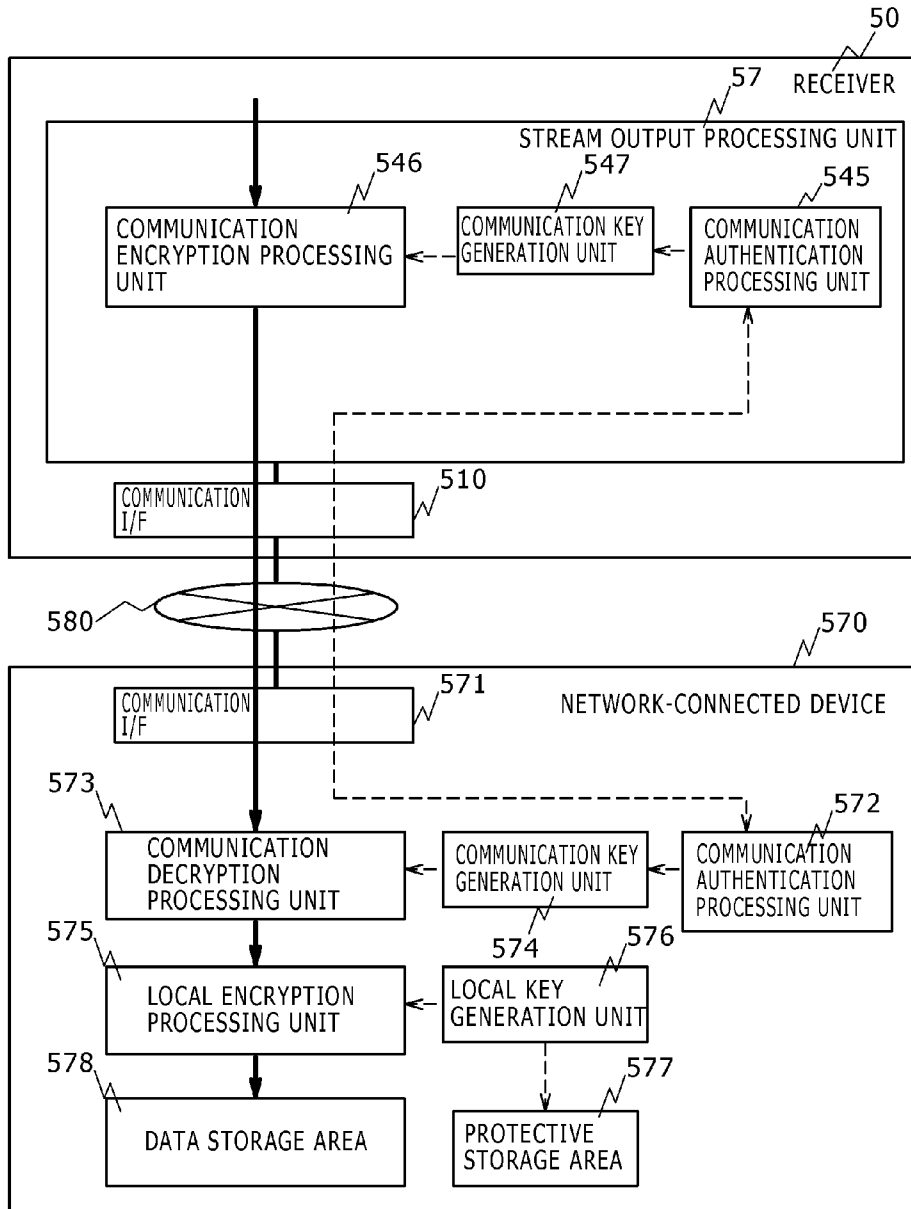 50
RECEIVER
57
STREAM OUTPUT PROCESSING UNIT
546
547
545
COMMUNICATION
ENCRYPTION PROCESSING
UNIT
COMMUNICATION KEY
GENERATION UNIT
COMMUNICATION
AUTHENTICATION
PROCESSING UNIT
510
COMMUNICATION
I/F
580
570
571
COMMUNICATION
I/F
NETWORK-CONNECTED DEVICE
573
572
COMMUNICATION
DECRYPTION
PROCESSING UNIT
COMMUNICATION KEY
GENERATION UNIT
COMMUNICATION
AUTHENTICATION
PROCESSING UNIT
575
574
576
LOCAL ENCRYPTION
PROCESSING UNIT
LOCAL KEY
GENERATION UNIT
578
577
DATA STORAGE AREA
PROTECTIVE
STORAGE AREA